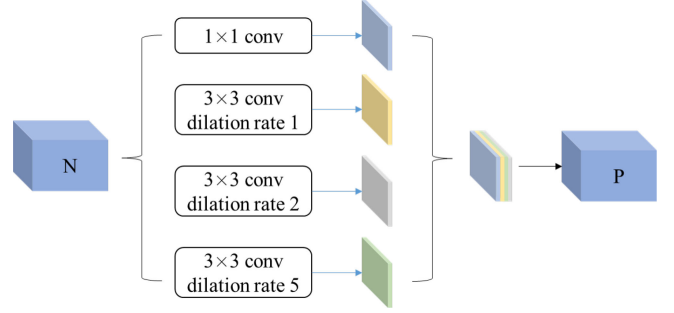 N
1×1 conv
3×3 conv
dilation rate 1
3×3 conv
dilation rate 2
3×3 conv
dilation rate 5
P